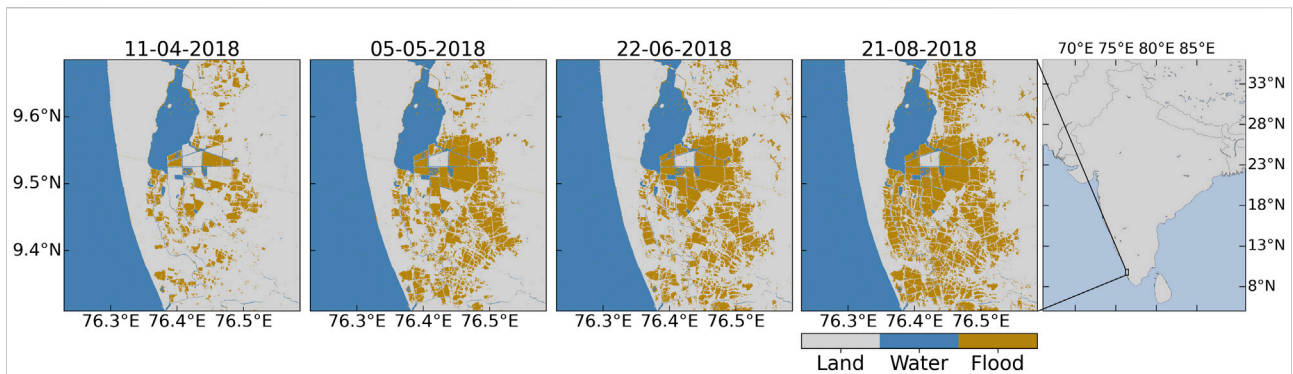 11-04-2018
05-05-2018
22-06-2018
21-08-2018
70°E 75°E 80°E 85°E
9.6°N
9.5°N
9.4°N
33°N
28°N
23°N
18°N
13°N
8°N
76.3°E 76.4°E 76.5°E
76.3°E 76.4°E 76.5°E
76.3°E 76.4°E 76.5°E
76.3°E 76.4°E 76.5°E
Land Water Flood